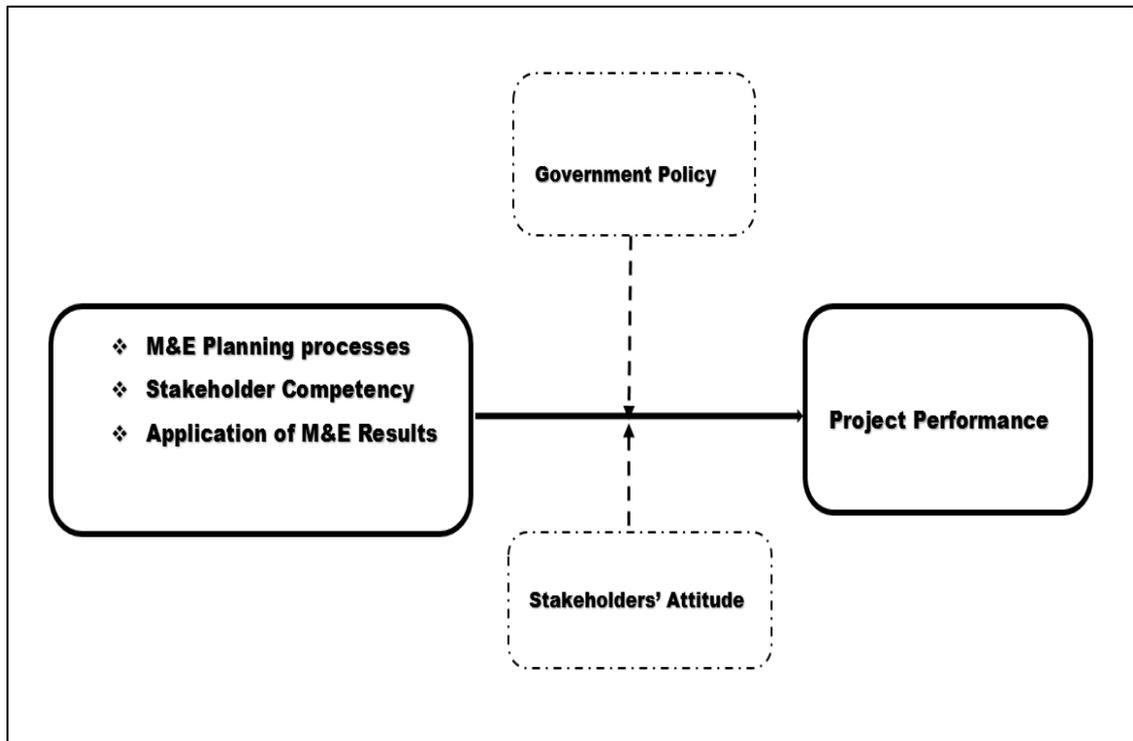 Government Policy
❖ M&E Planning processes
❖ Stakeholder Competency
❖ Application of M&E Results
Project Performance
Stakeholders’ Attitude